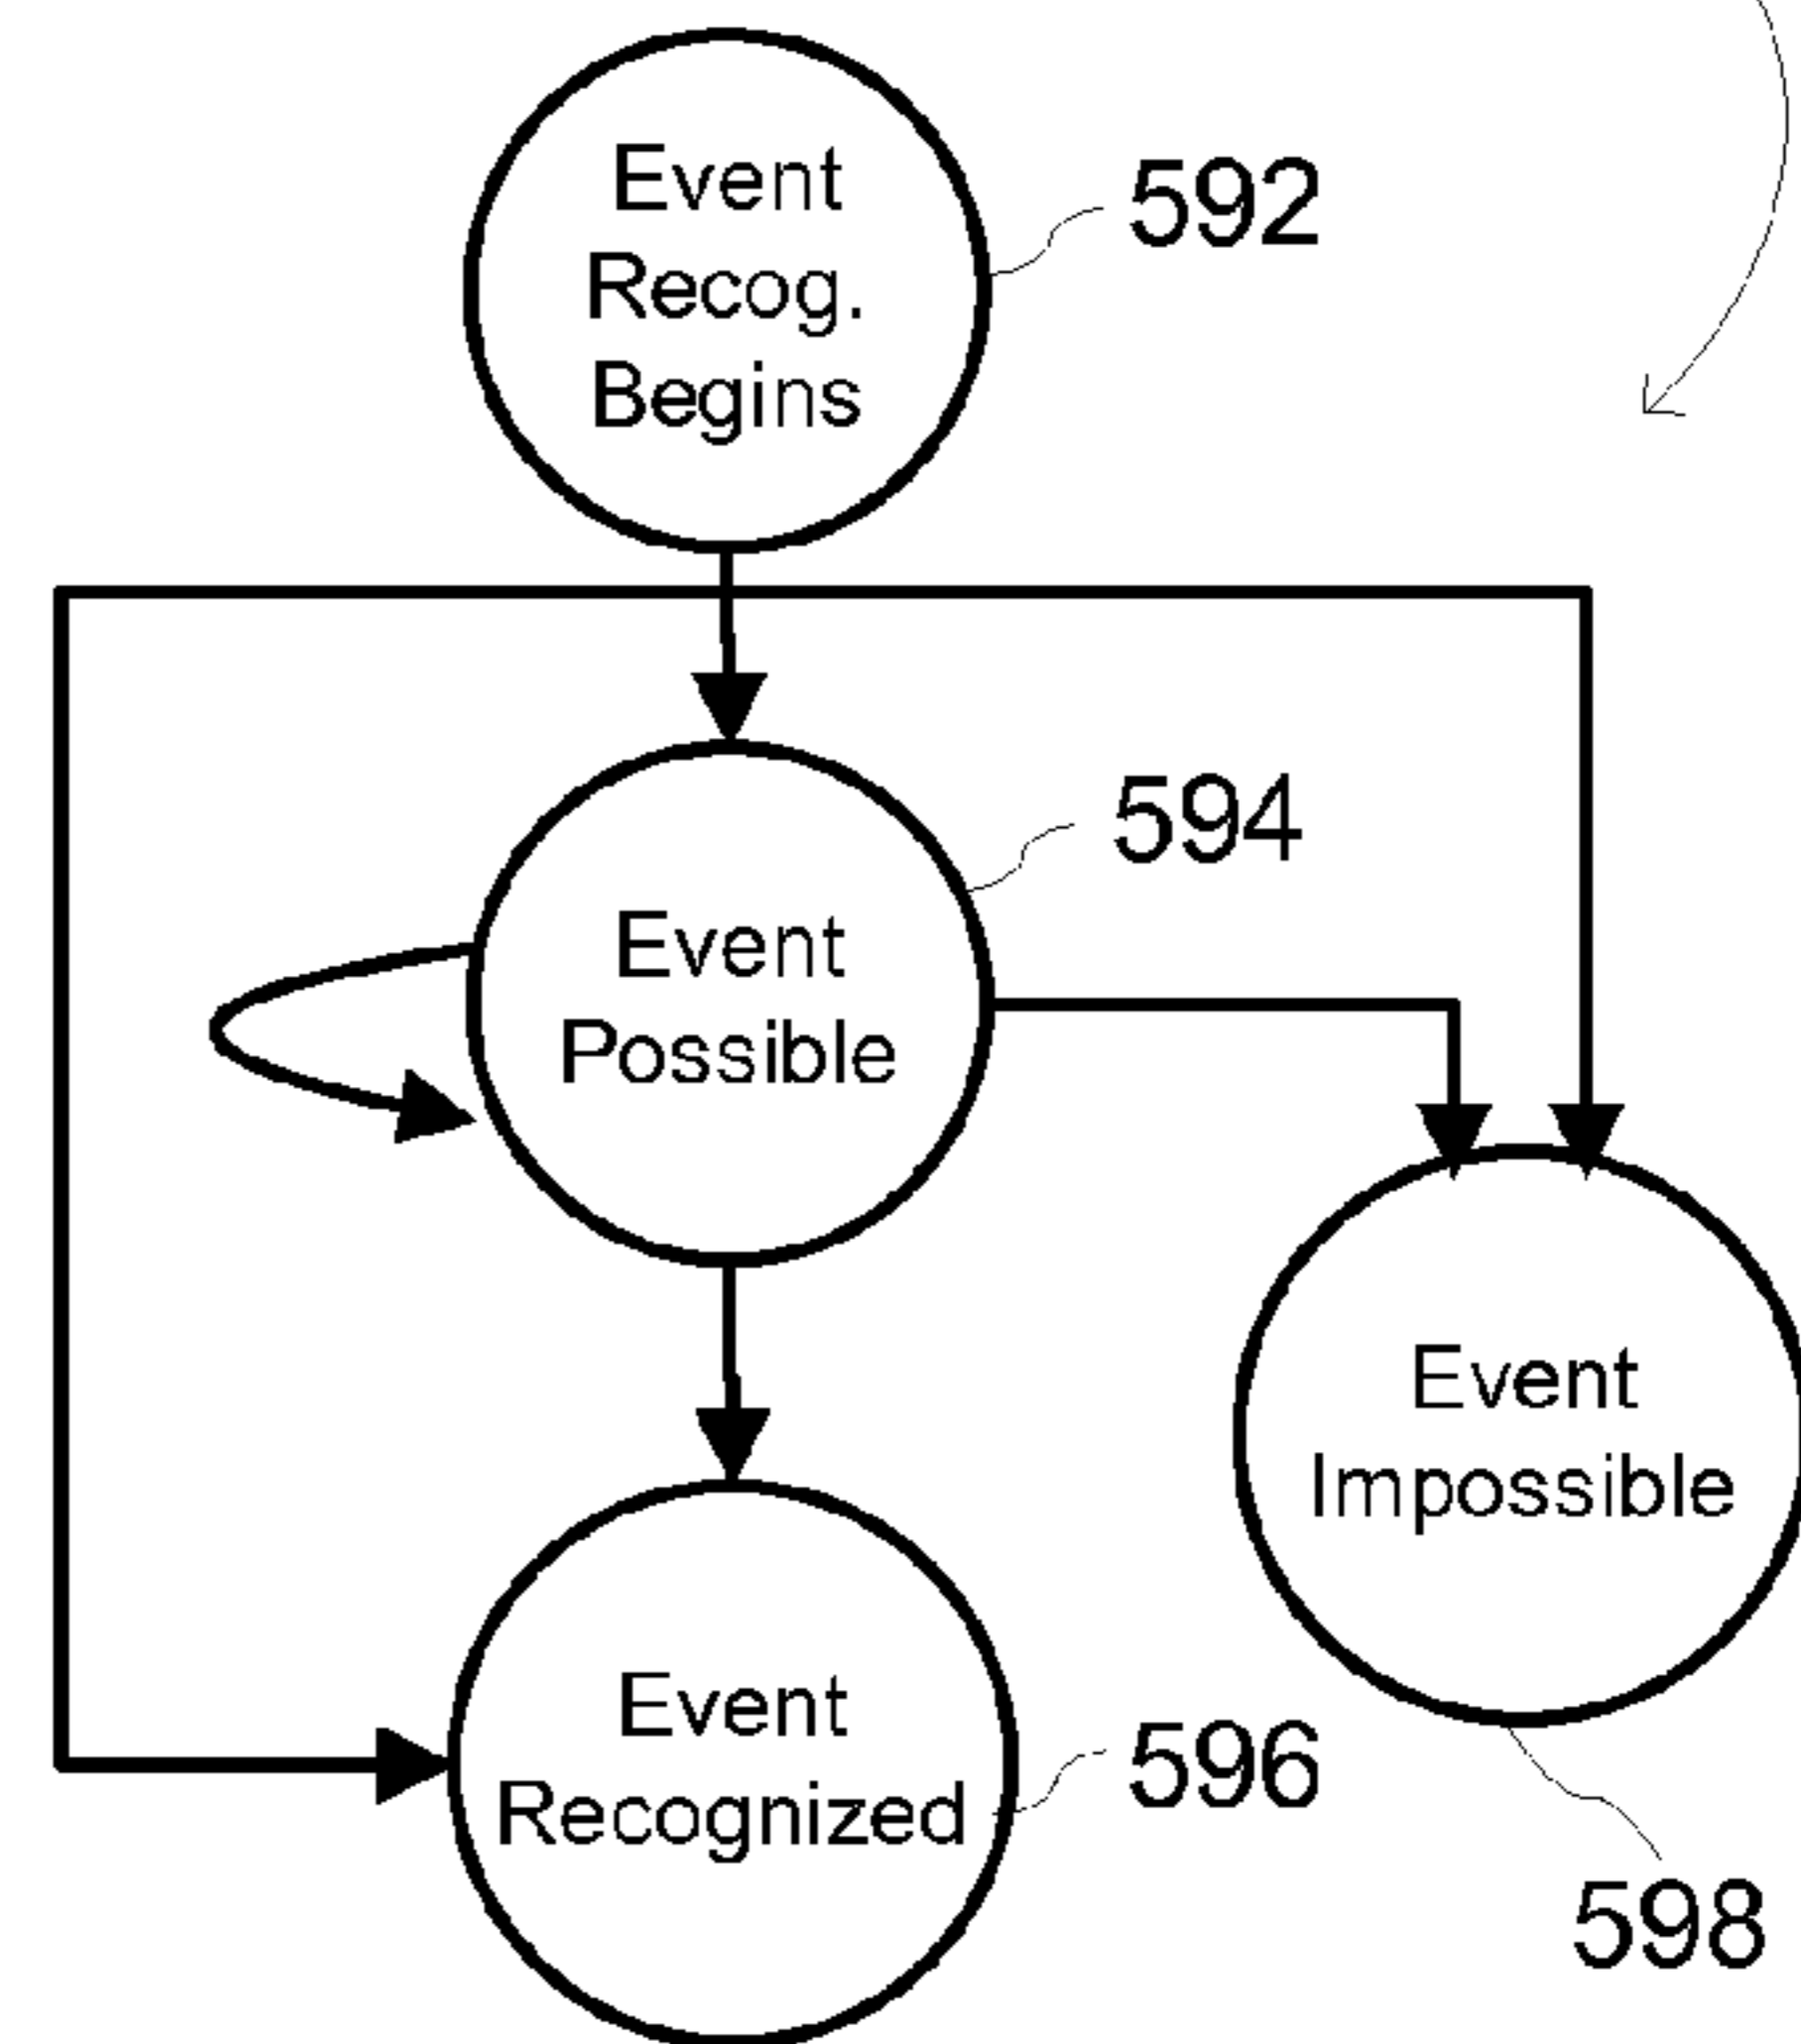 Event
Recog.
Begins
592
594
Event
Possible
Event
Impossible
Event
Recognized
596
598